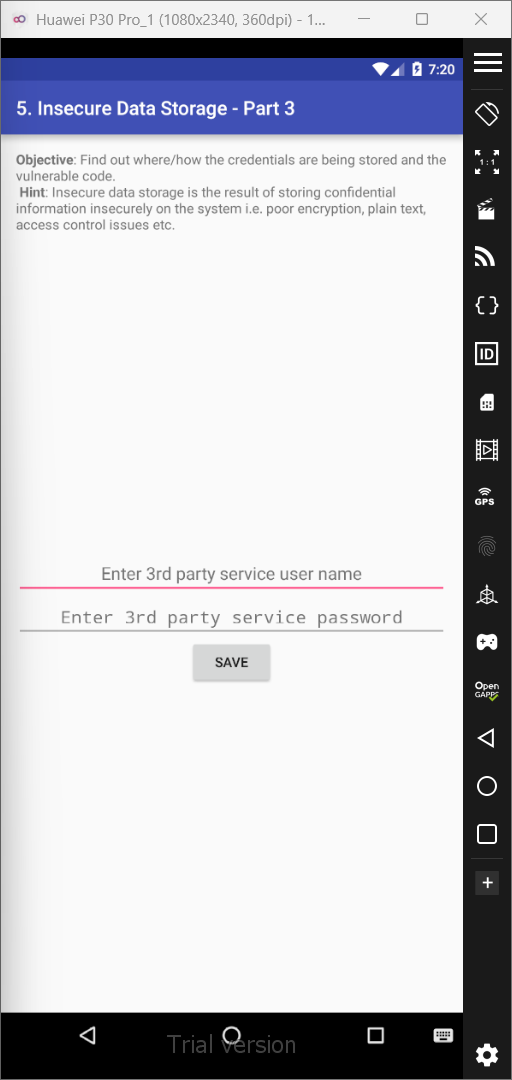 Huawei P30 Pro_1 (1080x2340, 360dpi) - 1...
7:20
5. Insecure Data Storage - Part 3
Objective: Find out where/how the credentials are being stored and the
vulnerable code.
Hint: Insecure data storage is the result of storing confidential
information insecurely on the system i.e. poor encryption, plain text,
access control issues etc.
Enter 3rd party service user name
Enter 3rd party service password
SAVE
1:1
ID
GPS
Open
GAPPS
Trial version